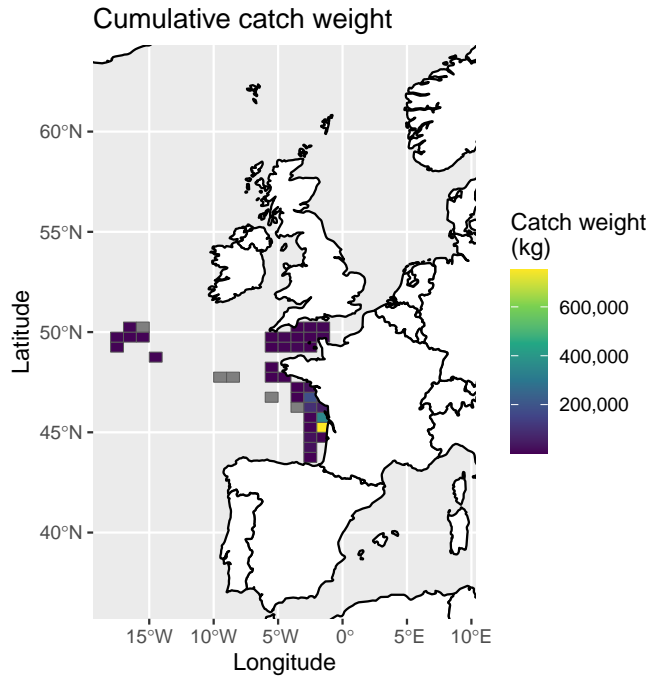 Cumulative catch weight
60°N
55°N
50°N
45°N
40°N
Latitude
15°W
10°W
5°W
0°
5°E
10°E
Longitude
Catch weight
(kg)
600,000
400,000
200,000